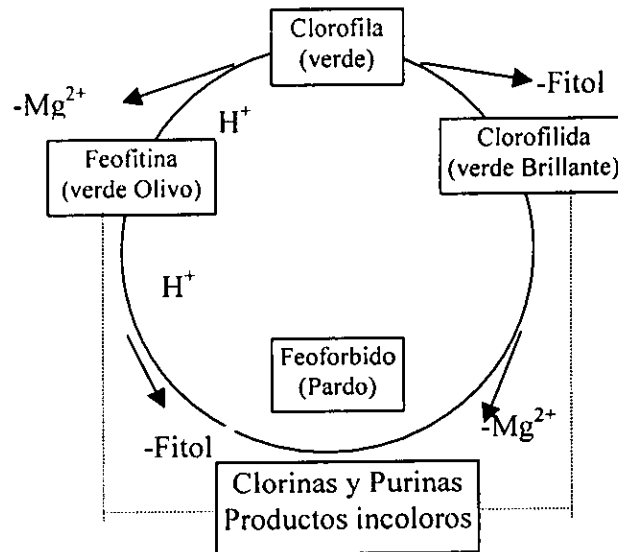 Clorofila
(verde)
-Mg²⁺
-Fitol
H⁺
Feofitina
(verde Olivo)
Clorofilida
(verde Brillante)
H⁺
Feoforbido
(Pardo)
-Fitol
-Mg²⁺
Clorinas y Purinas
Productos incoloros